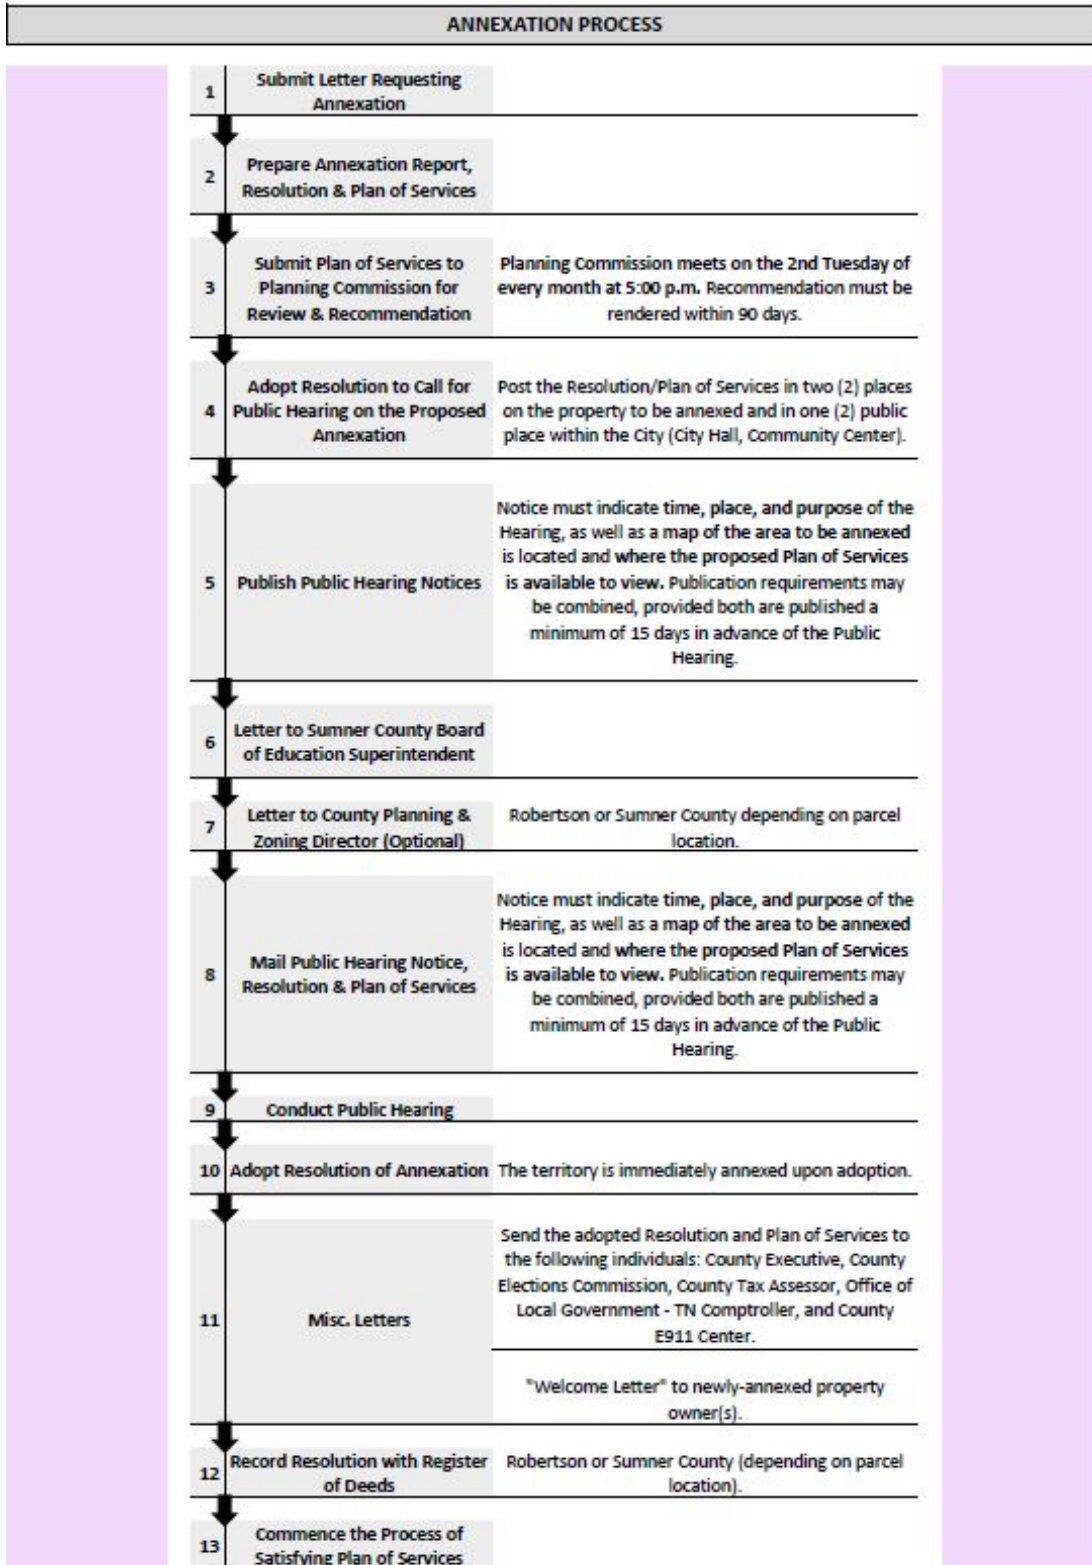 ANNEXATION PROCESS
1
Submit Letter Requesting
Annexation
2
Prepare Annexation Report,
Resolution & Plan of Services
3
Submit Plan of Services to
Planning Commission for
Review & Recommendation
Planning Commission meets on the 2nd Tuesday of
every month at 5:00 p.m. Recommendation must be
rendered within 90 days.
4
Adopt Resolution to Call for
Public Hearing on the Proposed
Annexation
Post the Resolution/Plan of Services in two (2) places
on the property to be annexed and in one (2) public
place within the City (City Hall, Community Center).
5
Publish Public Hearing Notices
Notice must indicate time, place, and purpose of the
Hearing, as well as a map of the area to be annexed
is located and where the proposed Plan of Services
is available to view. Publication requirements may
be combined, provided both are published a
minimum of 15 days in advance of the Public
Hearing.
6
Letter to Sumner County Board
of Education Superintendent
7
Letter to County Planning &
Zoning Director (Optional)
Robertson or Sumner County depending on parcel
location.
8
Mail Public Hearing Notice,
Resolution & Plan of Services
Notice must indicate time, place, and purpose of the
Hearing, as well as a map of the area to be annexed
is located and where the proposed Plan of Services
is available to view. Publication requirements may
be combined, provided both are published a
minimum of 15 days in advance of the Public
Hearing.
9
Conduct Public Hearing
10
Adopt Resolution of Annexation
The territory is immediately annexed upon adoption.
11
Misc. Letters
Send the adopted Resolution and Plan of Services to
the following individuals: County Executive, County
Elections Commission, County Tax Assessor, Office of
Local Government - TN Comptroller, and County
E911 Center.
"Welcome Letter" to newly-annexed property
owner(s).
12
Record Resolution with Register
of Deeds
Robertson or Sumner County (depending on parcel
location).
13
Commence the Process of
Satisfying Plan of Services